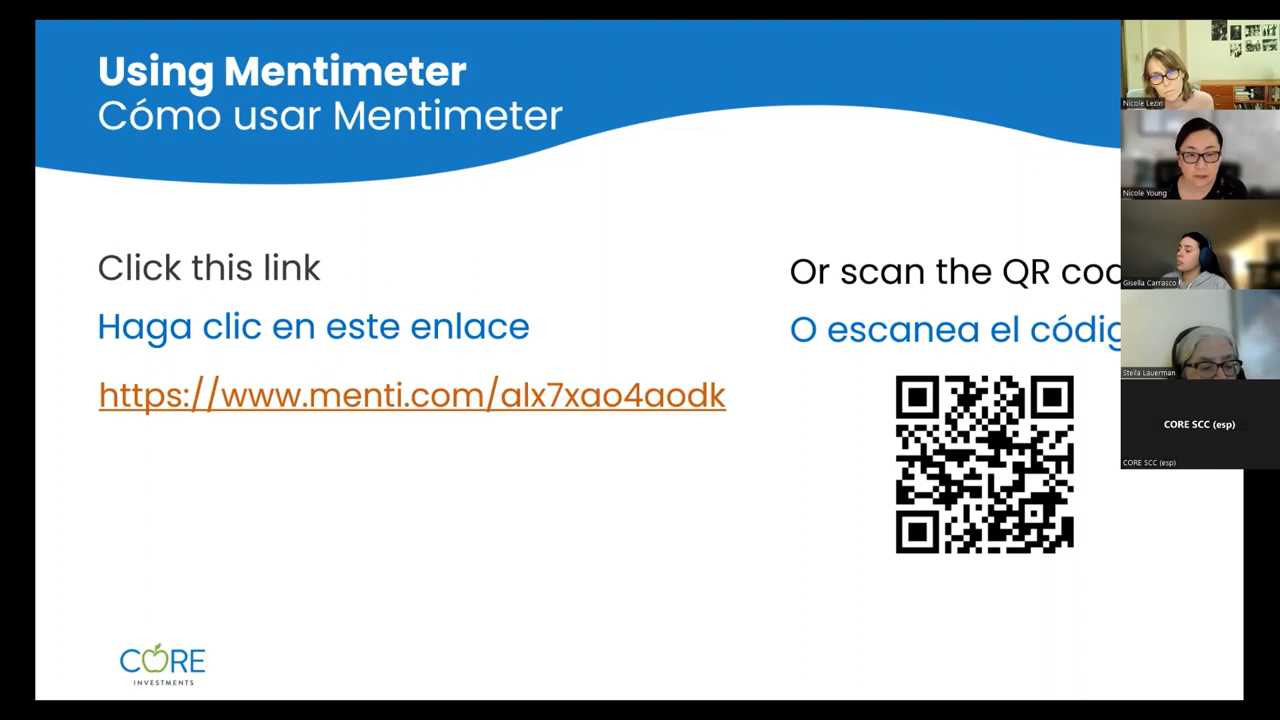 Using Mentimeter
Cómo usar Mentimeter
Click this link
Haga clic en este enlace
https://www.menti.com/alx7xao4aodk
Or scan the QR
O escanea el
CORE
INVESTMENTS
Nicole Lezin
Nicole Young
Gisella Carrasco
Stella Lauerman
CORE SCC (esp)
CORE SCC (esp)